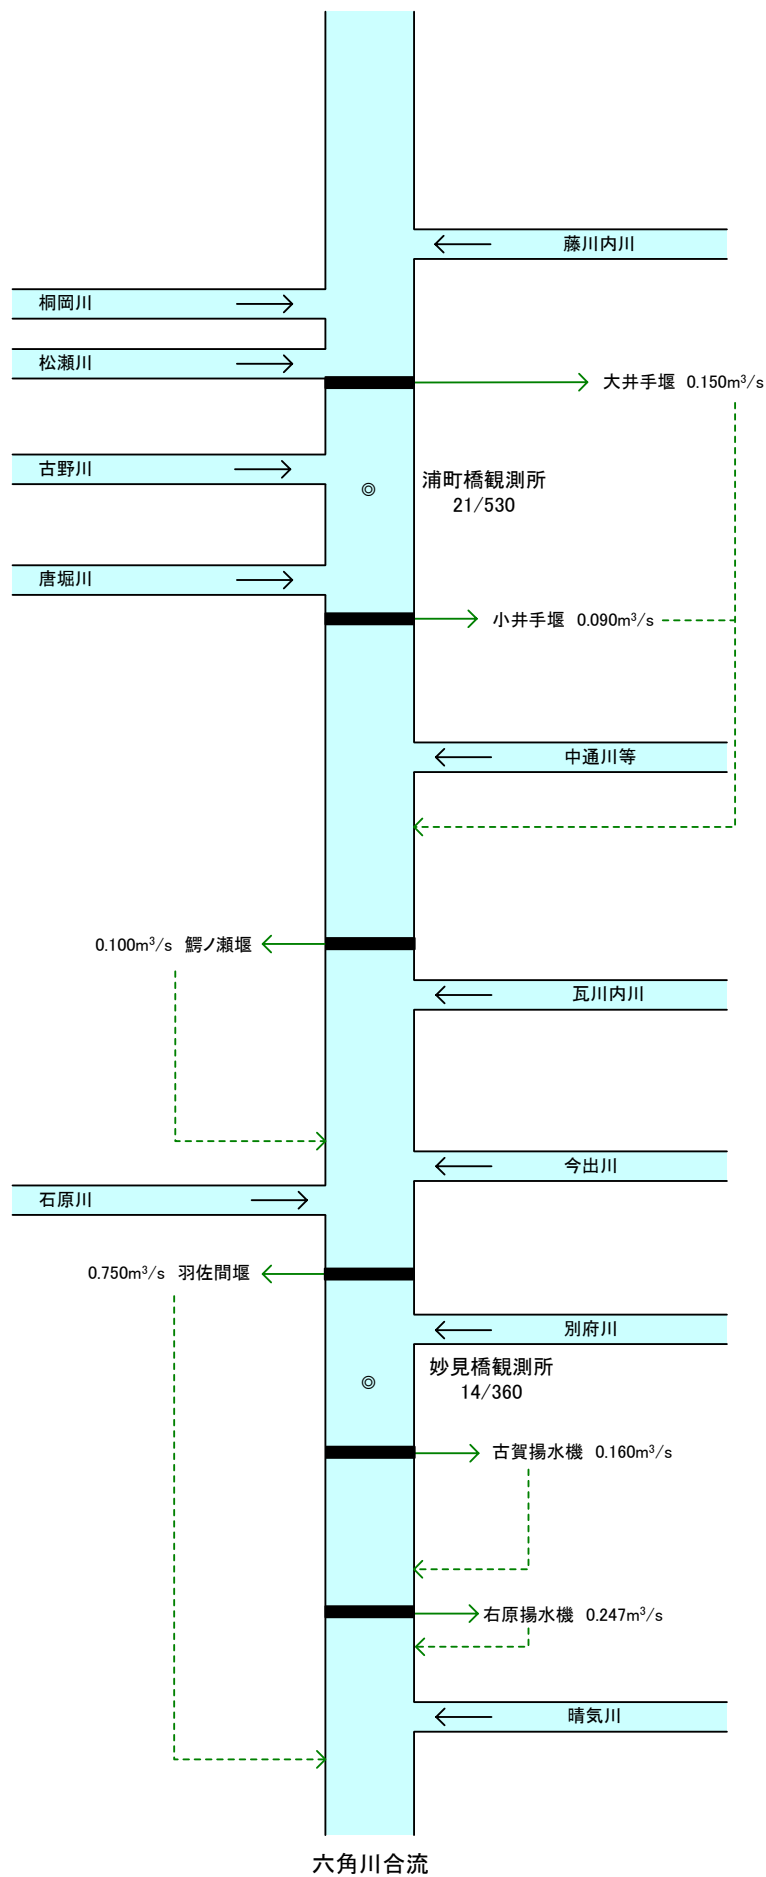 藤川内川
桐岡川
松瀬川
大井手堰 0.150m³/s
古野川
浦町橋観測所
21/530
唐堀川
小井手堰 0.090m³/s
中通川等
0.100m³/s 鰐ノ瀬堰
瓦川内川
今出川
石原川
0.750m³/s 羽佐間堰
別府川
妙見橋観測所
14/360
古賀揚水機 0.160m³/s
右原揚水機 0.247m³/s
晴気川
六角川合流